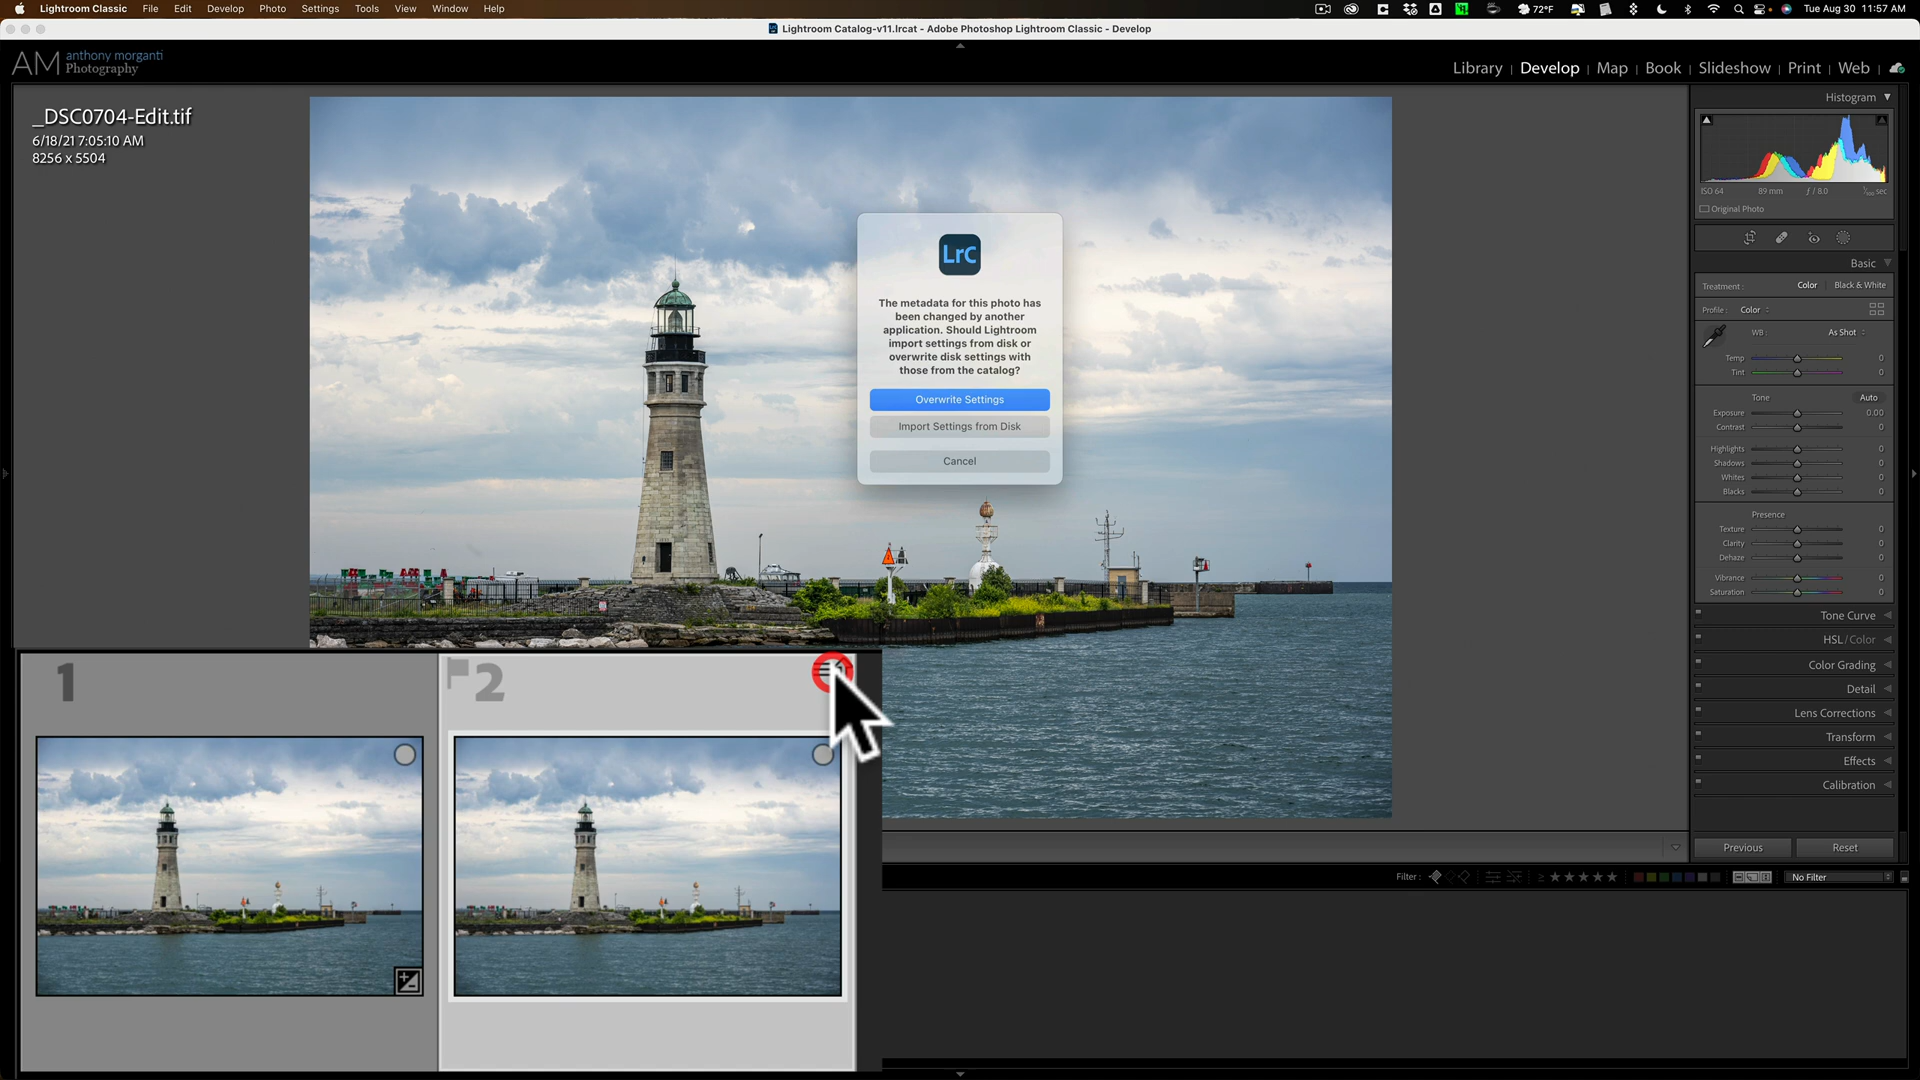 Lightroom Classic File Edit Develop Photo Settings Tools View Window Help 72°F Tue Aug 30 11:57 AM
Lightroom Catalog-v11.lrcat - Adobe Photoshop Lightroom Classic - Develop
AM anthony morganti
Photography
Library | Develop | Map | Book | Slideshow | Print | Web |
_DSC0704-Edit.tif
6/18/21 7:05:10 AM
8256 x 5504
LrC
The metadata for this photo has
been changed by another
application. Should Lightroom
import settings from disk or
overwrite disk settings with
those from the catalog?
Overwrite Settings
Import Settings from Disk
Cancel
1
2
Histogram
ISO 64 89 mm ƒ / 8.0 sec
Original Photo
Basic
Treatment : Color | Black & White
Profile : Color
WB : As Shot
Temp 0
Tint 0
Tone Auto
Exposure 0.00
Contrast 0
Highlights 0
Shadows 0
Whites 0
Blacks 0
Presence
Texture 0
Clarity 0
Dehaze 0
Vibrance 0
Saturation 0
Tone Curve
HSL / Color
Color Grading
Detail
Lens Corrections
Transform
Effects
Calibration
Previous Reset
Filter : ≥ No Filter